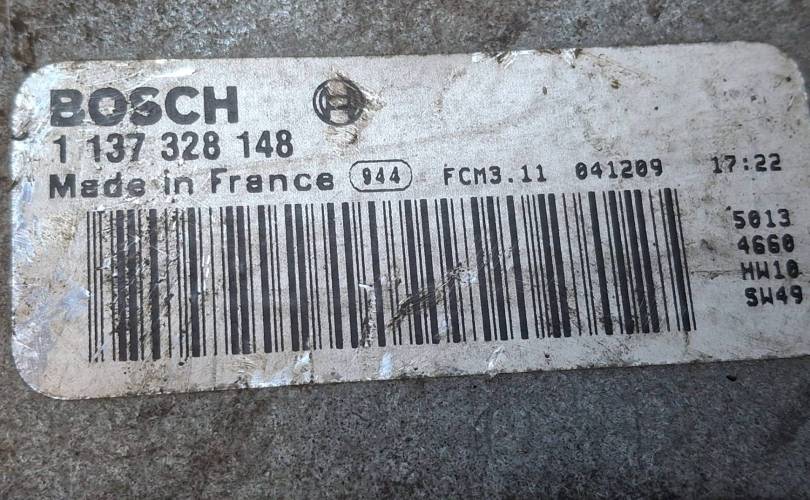 BOSCH
1 137 328 148
Made in France 944 FCM3.11 041209 17:22
5013
4660
HW10
SW49